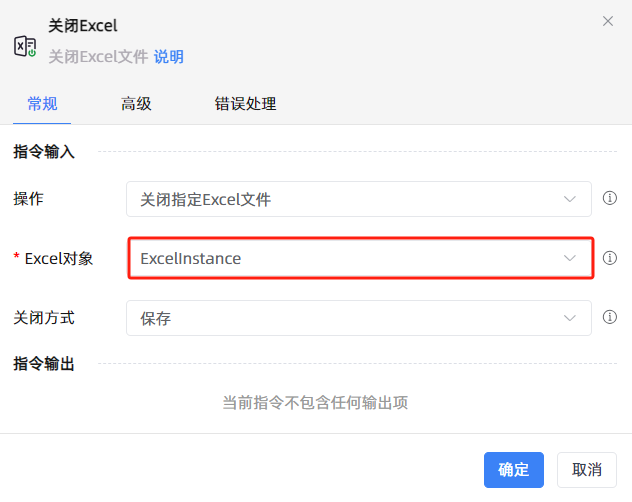 关闭Excel
关闭Excel文件 说明
常规 高级 错误处理
指令输入
操作 关闭指定Excel文件
* Excel对象 ExcelInstance
关闭方式 保存
指令输出
当前指令不包含任何输出项
确定 取消